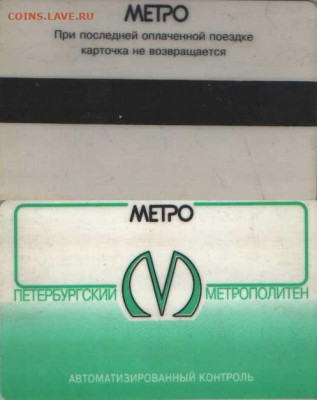 COINS.LAVE.RU
МЕТРО
При последней оплаченной поездке
карточка не возвращается
МЕТРО
ПЕТЕРБУРГСКИЙ М МЕТРОПОЛИТЕН
АВТОМАТИЗИРОВАННЫЙ КОНТРОЛЬ